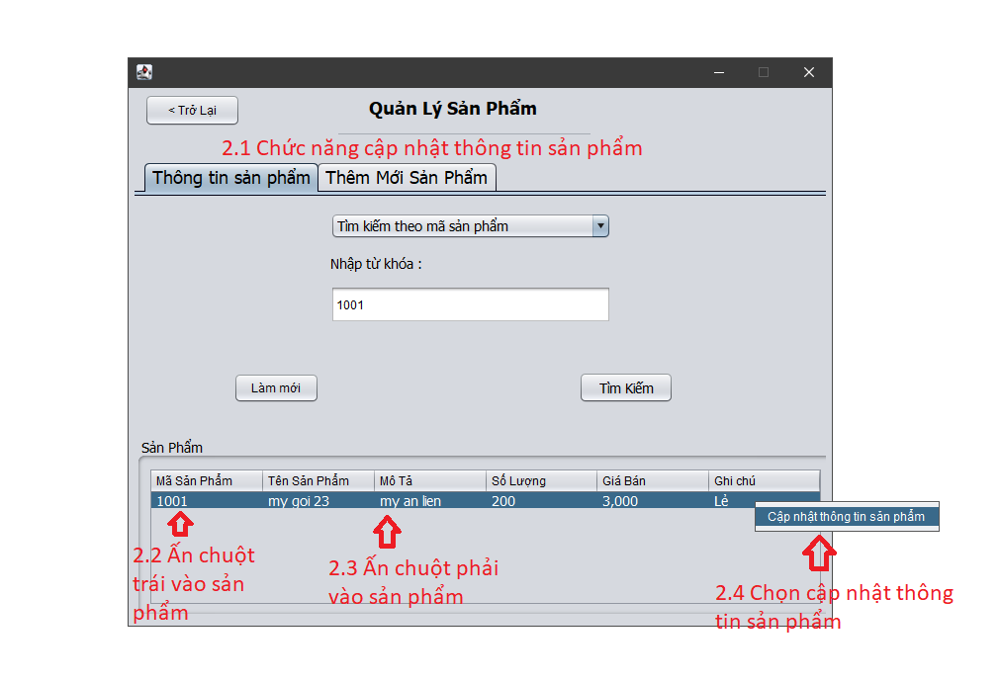 < Trở Lại
Quản Lý Sản Phẩm
2.1 Chức năng cập nhật thông tin sản phẩm
Thông tin sản phẩm Thêm Mới Sản Phẩm
Tìm kiếm theo mã sản phẩm
Nhập từ khóa :
1001
Làm mới Tìm Kiếm
Sản Phẩm
Mã Sản Phẩm Tên Sản Phẩm Mô Tả Số Lượng Giá Bán Ghi chú
1001 my goi 23 my an lien 200 3,000 Lẻ
Cập nhật thông tin sản phẩm
2.2 Ấn chuột
trái vào sản
phẩm
2.3 Ấn chuột phải
vào sản phẩm
2.4 Chọn cập nhật thông
tin sản phẩm